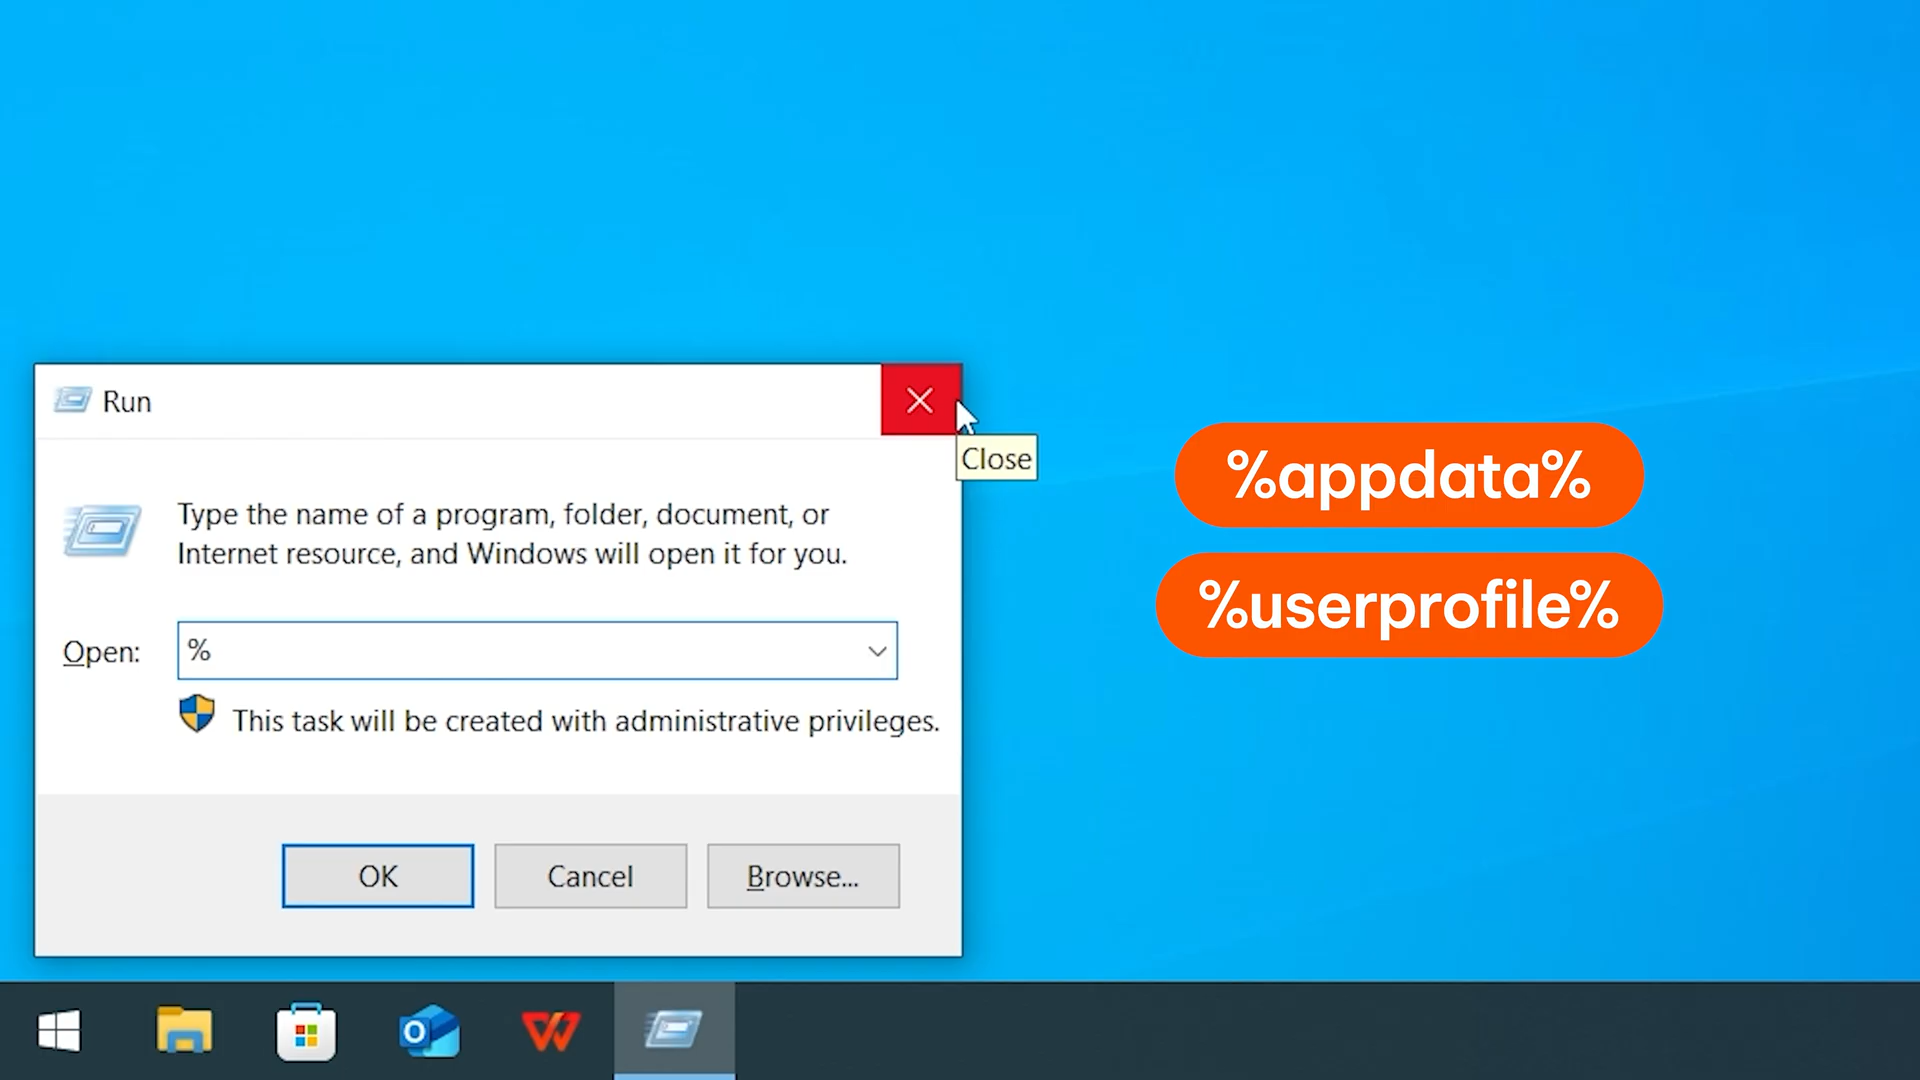 Run
Close
Type the name of a program, folder, document, or
Internet resource, and Windows will open it for you.
Open: %
This task will be created with administrative privileges.
OK Cancel Browse...
%appdata%
%userprofile%